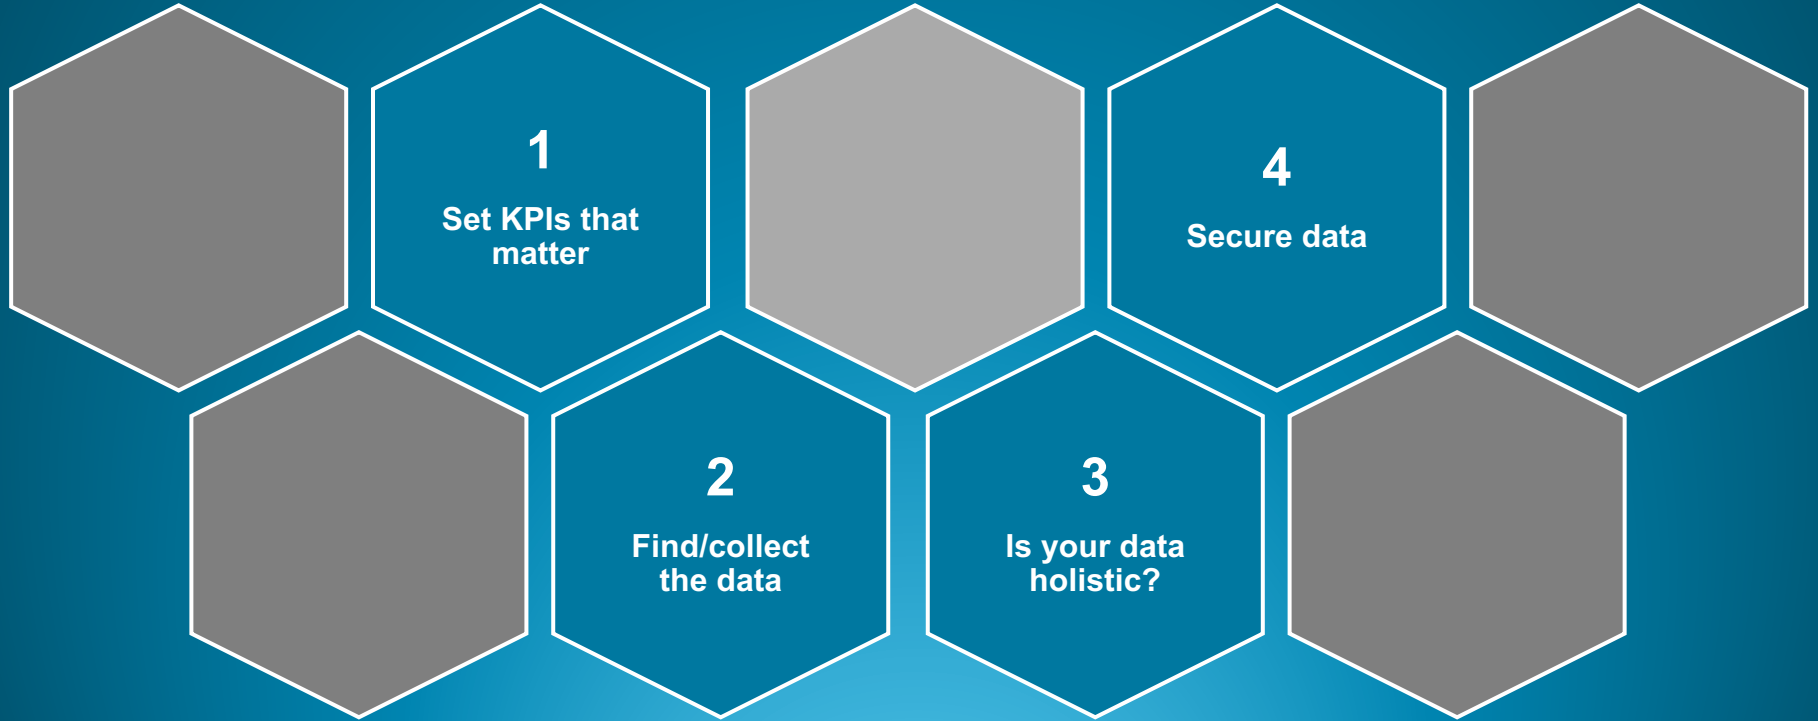 1
Set KPIs that
matter
2
Find/collect
the data
3
Is your data
holistic?
4
Secure data